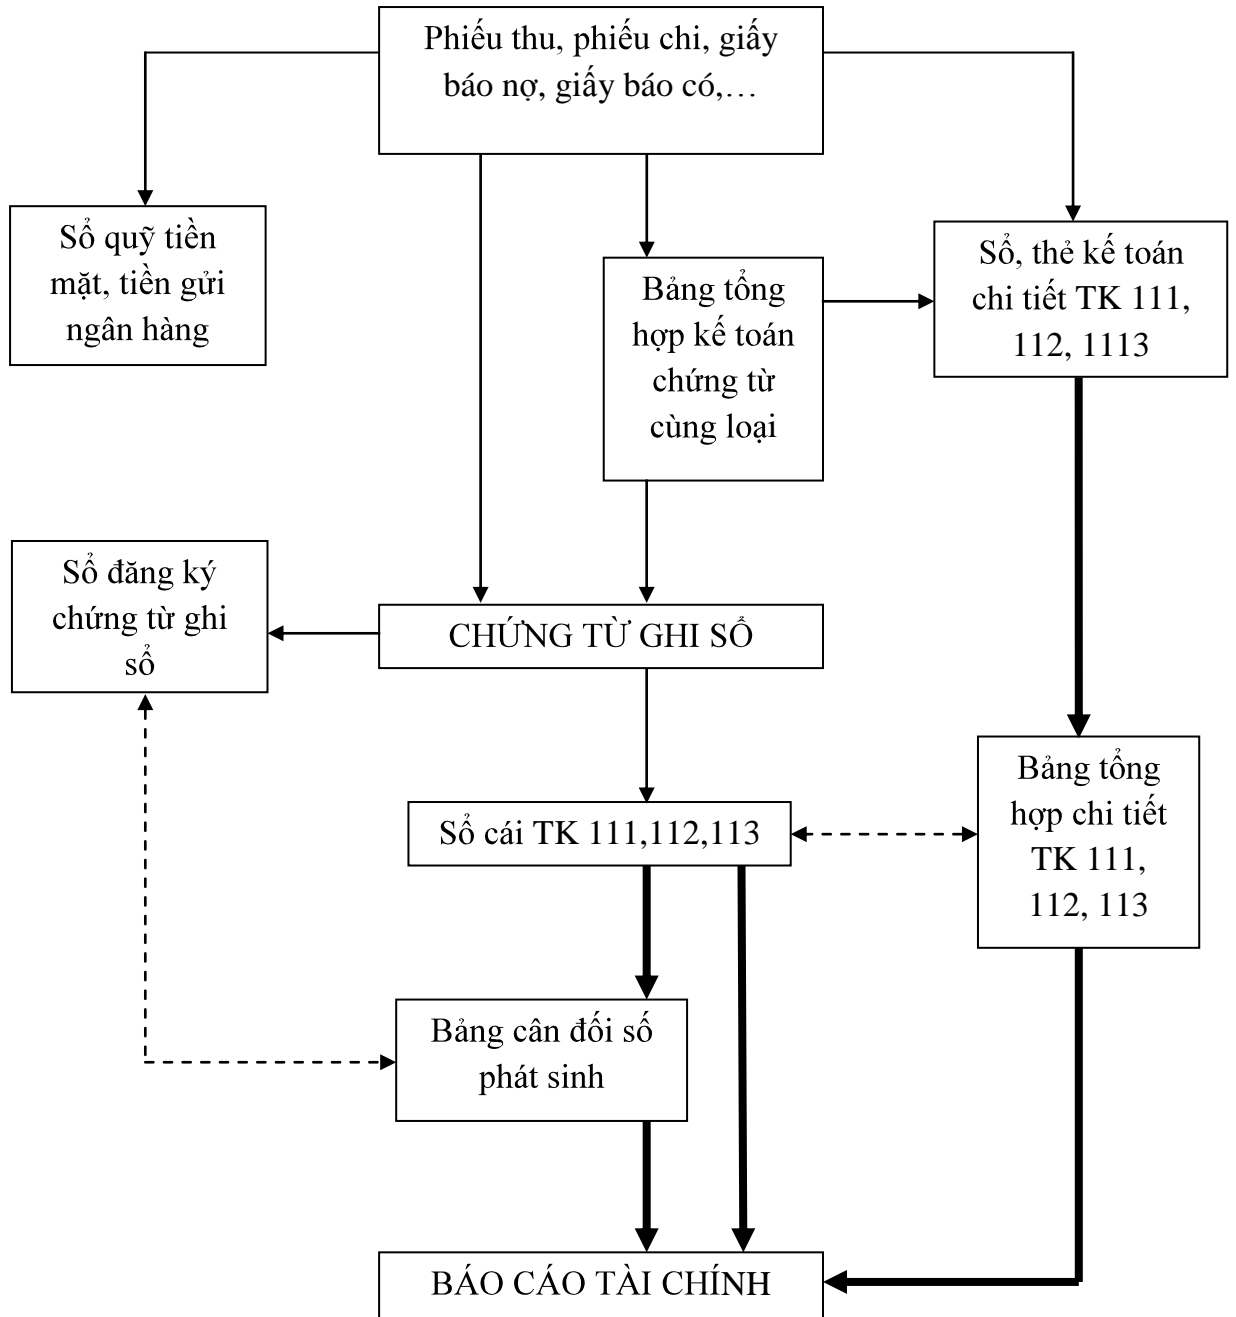 Phiếu thu, phiếu chi, giấy
báo nợ, giấy báo có,…
Sổ quỹ tiền
mặt, tiền gửi
ngân hàng
Bảng tổng
hợp kế toán
chứng từ
cùng loại
Sổ, thẻ kế toán
chi tiết TK 111,
112, 1113
Sổ đăng ký
chứng từ ghi
sổ
CHỨNG TỪ GHI SỔ
Sổ cái TK 111,112,113
Bảng tổng
hợp chi tiết
TK 111,
112, 113
Bảng cân đối số
phát sinh
BÁO CÁO TÀI CHÍNH